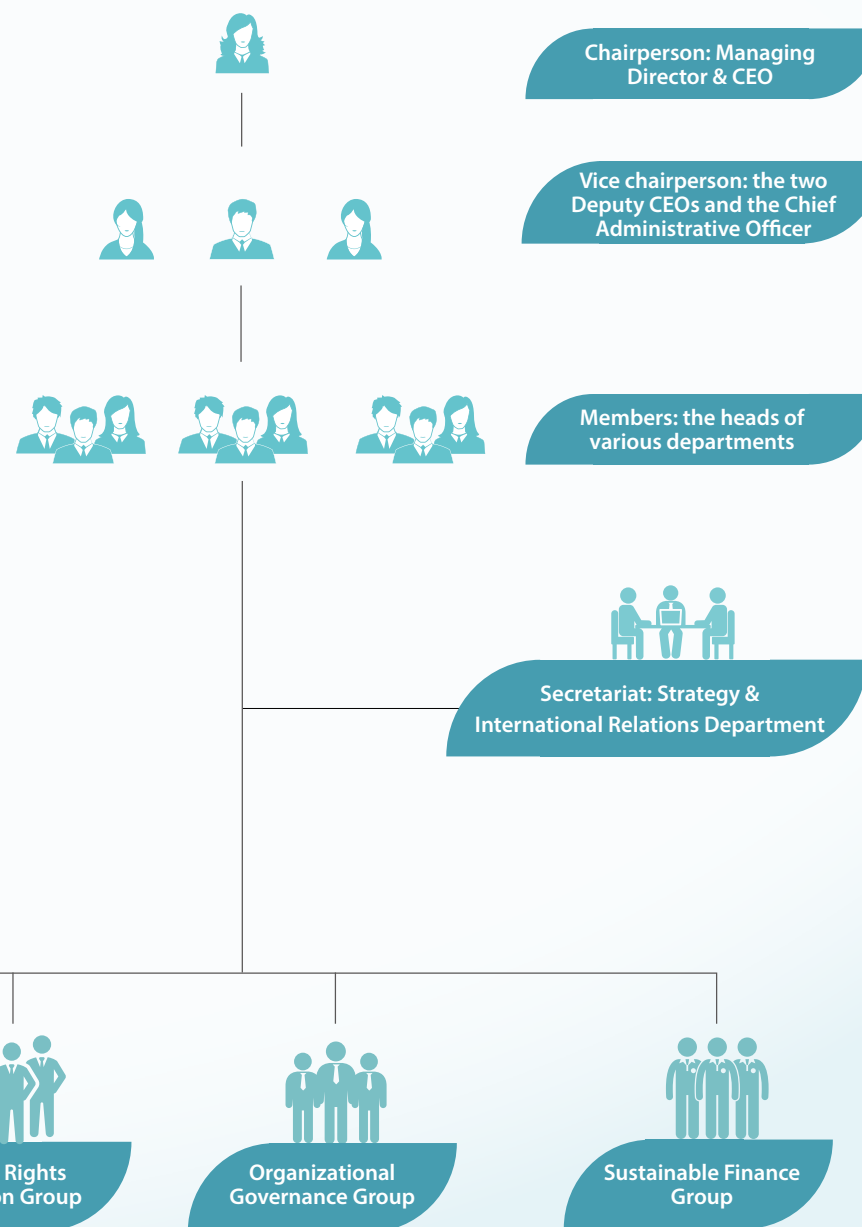 Chairperson: Managing
Director & CEO
Vice chairperson: the two
Deputy CEOs and the Chief
Administrative Officer
Members: the heads of
various departments
Secretariat: Strategy &
International Relations Department
Rights
Group
Organizational
Governance Group
Sustainable Finance
Group